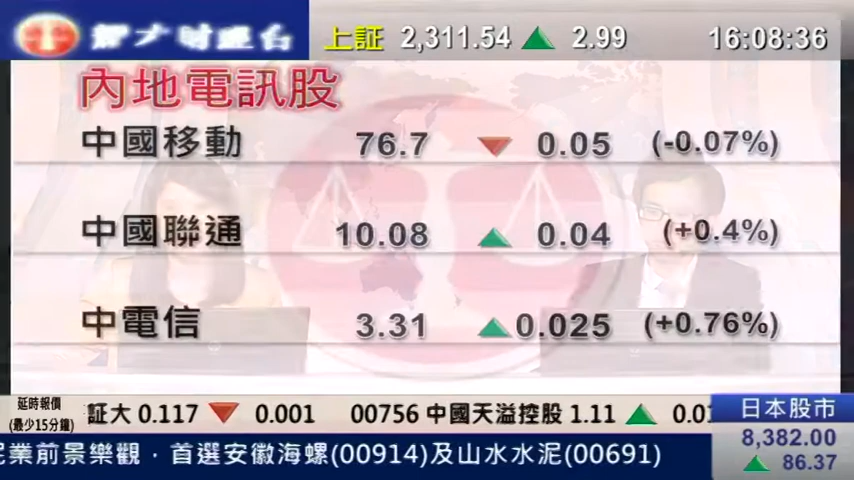 上証 2,311.54 ▲ 2.99 16:08:36
內地電訊股
中國移動 76.7 ▼ 0.05 (-0.07%)
中國聯通 10.08 ▲ 0.04 (+0.4%)
中電信 3.31 ▲ 0.025 (+0.76%)
延時報價
(最少15分鐘)
証大 0.117 ▼ 0.001 00756 中國天溢控股 1.11 ▲ 0.01
業前景樂觀．首選安徽海螺(00914)及山水水泥(00691)
日本股市
8,382.00
▲ 86.37